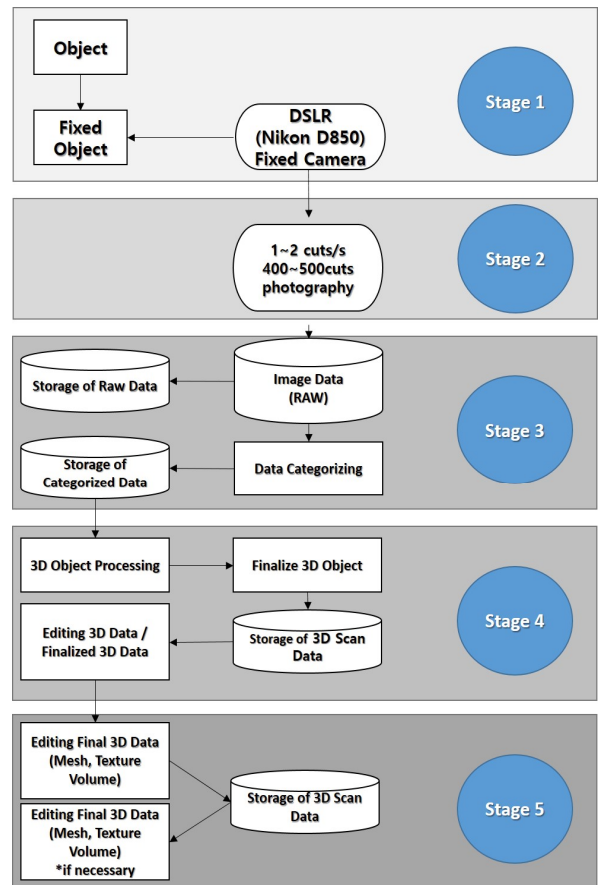 Object
Stage 1
Fixed
Object
DSLR
(Nikon D850)
Fixed Camera
1~2 cuts/s
400~500cuts
photography
Stage 2
Storage of Raw Data
Image Data
(RAW)
Stage 3
Storage of
Categorized Data
Data Categorizing
3D Object Processing
Finalize 3D Object
Stage 4
Editing 3D Data /
Finalized 3D Data
Storage of 3D Scan
Data
Editing Final 3D Data
(Mesh, Texture
Volume)
Storage of 3D Scan
Data
Stage 5
Editing Final 3D Data
(Mesh, Texture
Volume)
*if necessary